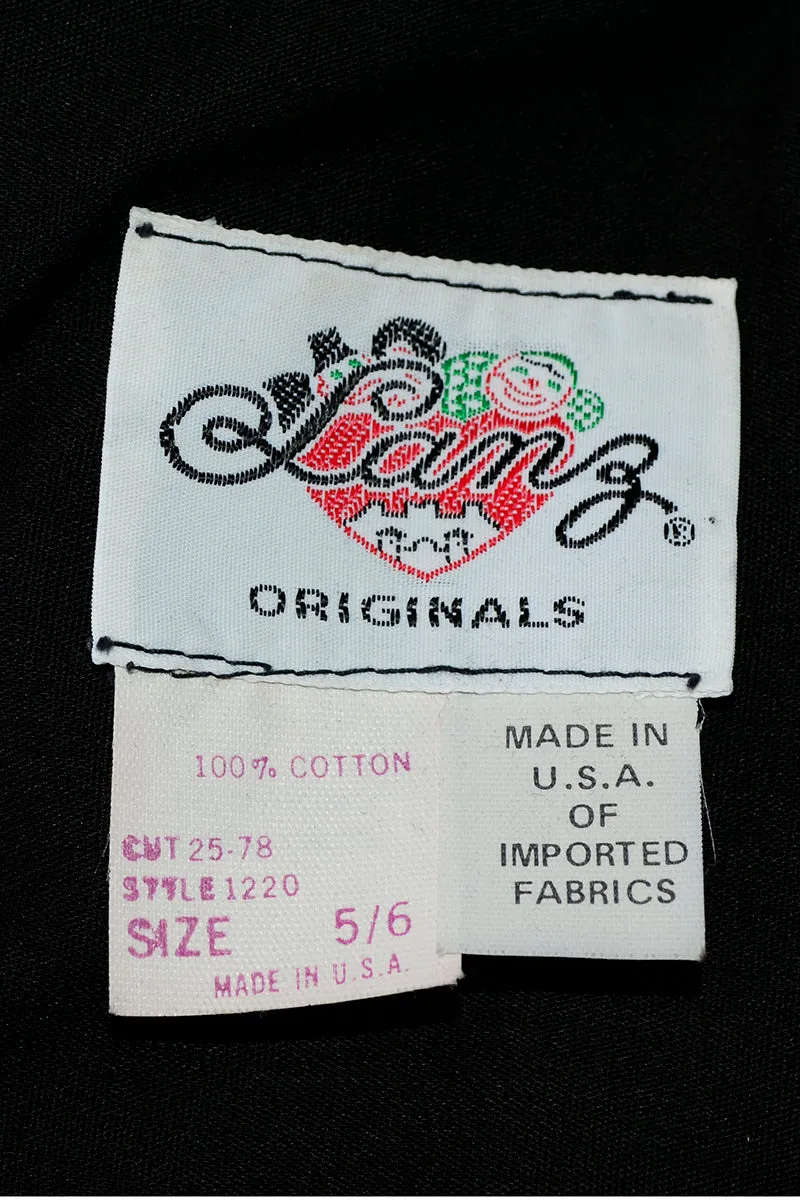 Lanz®
ORIGINALS
100% COTTON
CUT 25-78
STYLE 1220
SIZE 5/6
MADE IN U.S.A.
MADE IN
U.S.A.
OF
IMPORTED
FABRICS